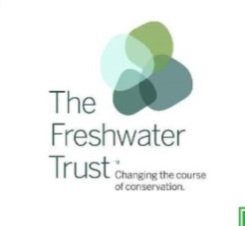 The
Freshwater
Trust
Changing the course
of conservation.